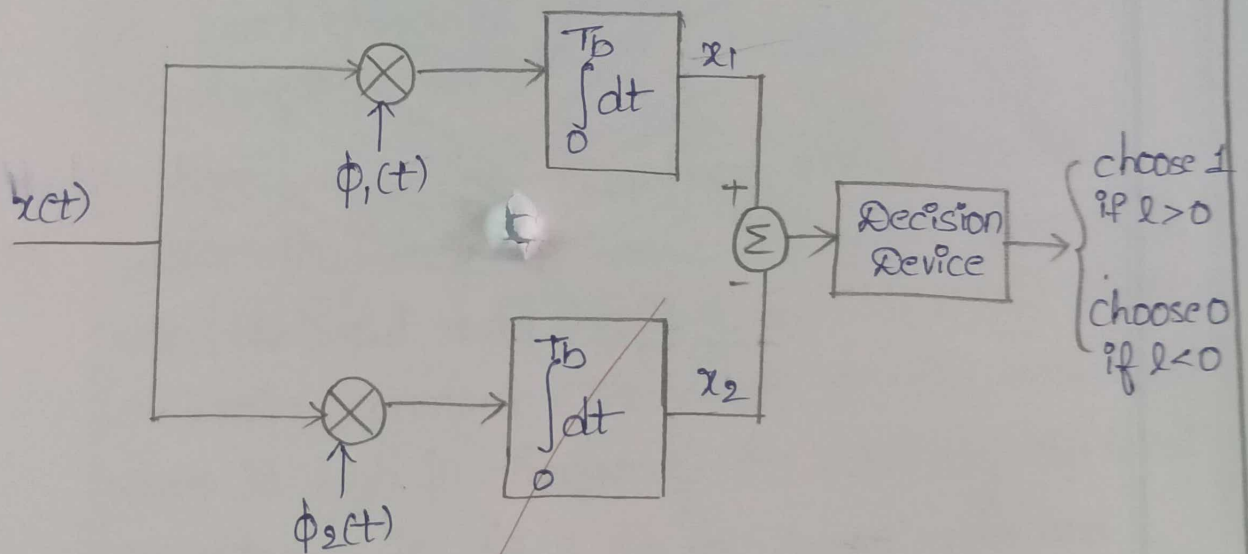 x(t)
ϕ₁(t)
Tb
∫dt
0
x₁
ϕ₂(t)
Tb
∫dt
0
x₂
+
Σ
-
Decision
Device
choose 1
if l>0
choose 0
if l<0